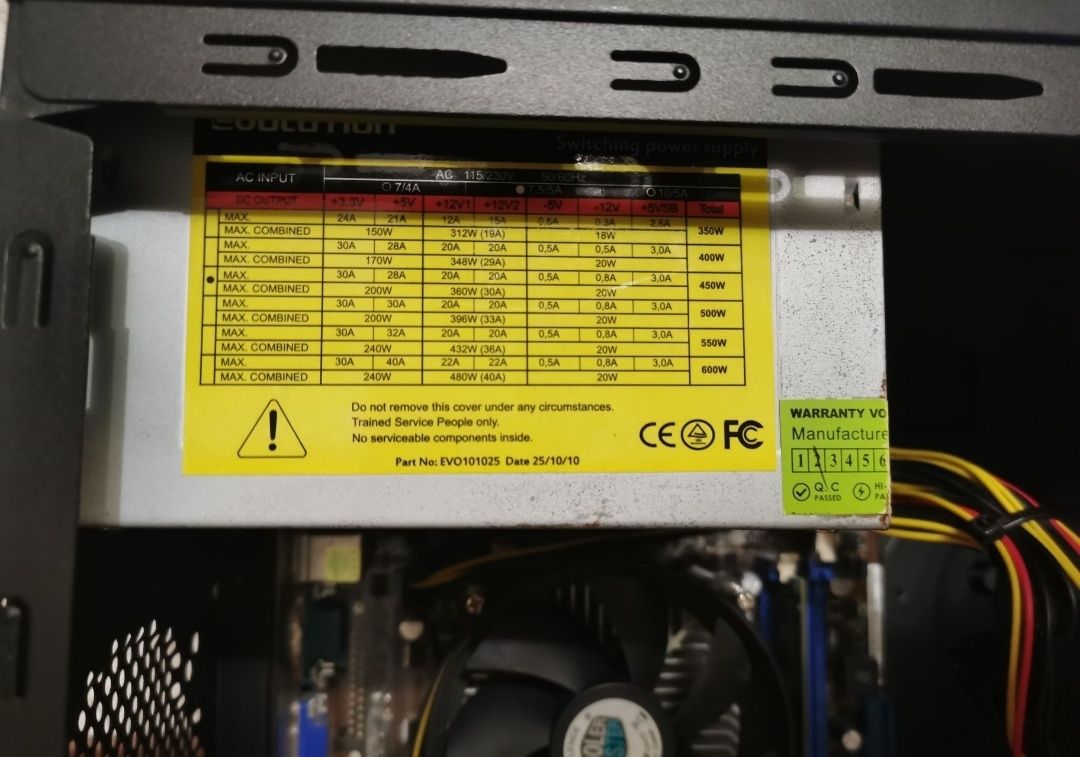 EVOLUTION
Switching power supply
AC INPUT AC 115/230V 50/60Hz
7/4A 7.5/5A 10/5A
DC OUTPUT +3,3V +5V +12V1 +12V2 -5V -12V +5VSB Total
MAX. 24A 21A 12A 15A 0.5A 0.3A 2.5A 350W
MAX. COMBINED 150W 312W (19A) 18W
MAX. 30A 28A 20A 20A 0,5A 0,5A 3,0A 400W
MAX. COMBINED 170W 348W (29A) 20W
MAX. 30A 28A 20A 20A 0,5A 0,8A 3,0A 450W
MAX. COMBINED 200W 360W (30A) 20W
MAX. 30A 30A 20A 20A 0,5A 0,8A 3,0A 500W
MAX. COMBINED 200W 396W (33A) 20W
MAX. 30A 32A 20A 20A 0,5A 0,8A 3,0A 550W
MAX. COMBINED 240W 432W (36A) 20W
MAX. 30A 40A 22A 22A 0,5A 0,8A 3,0A 600W
MAX. COMBINED 240W 480W (40A) 20W
Do not remove this cover under any circumstances.
Trained Service People only.
No serviceable components inside.
CE FC
Part No: EVO101025 Date 25/10/10
WARRANTY VO
Manufacture
1 2 3 4 5 6
Q.C PASSED HI- PA
OLER